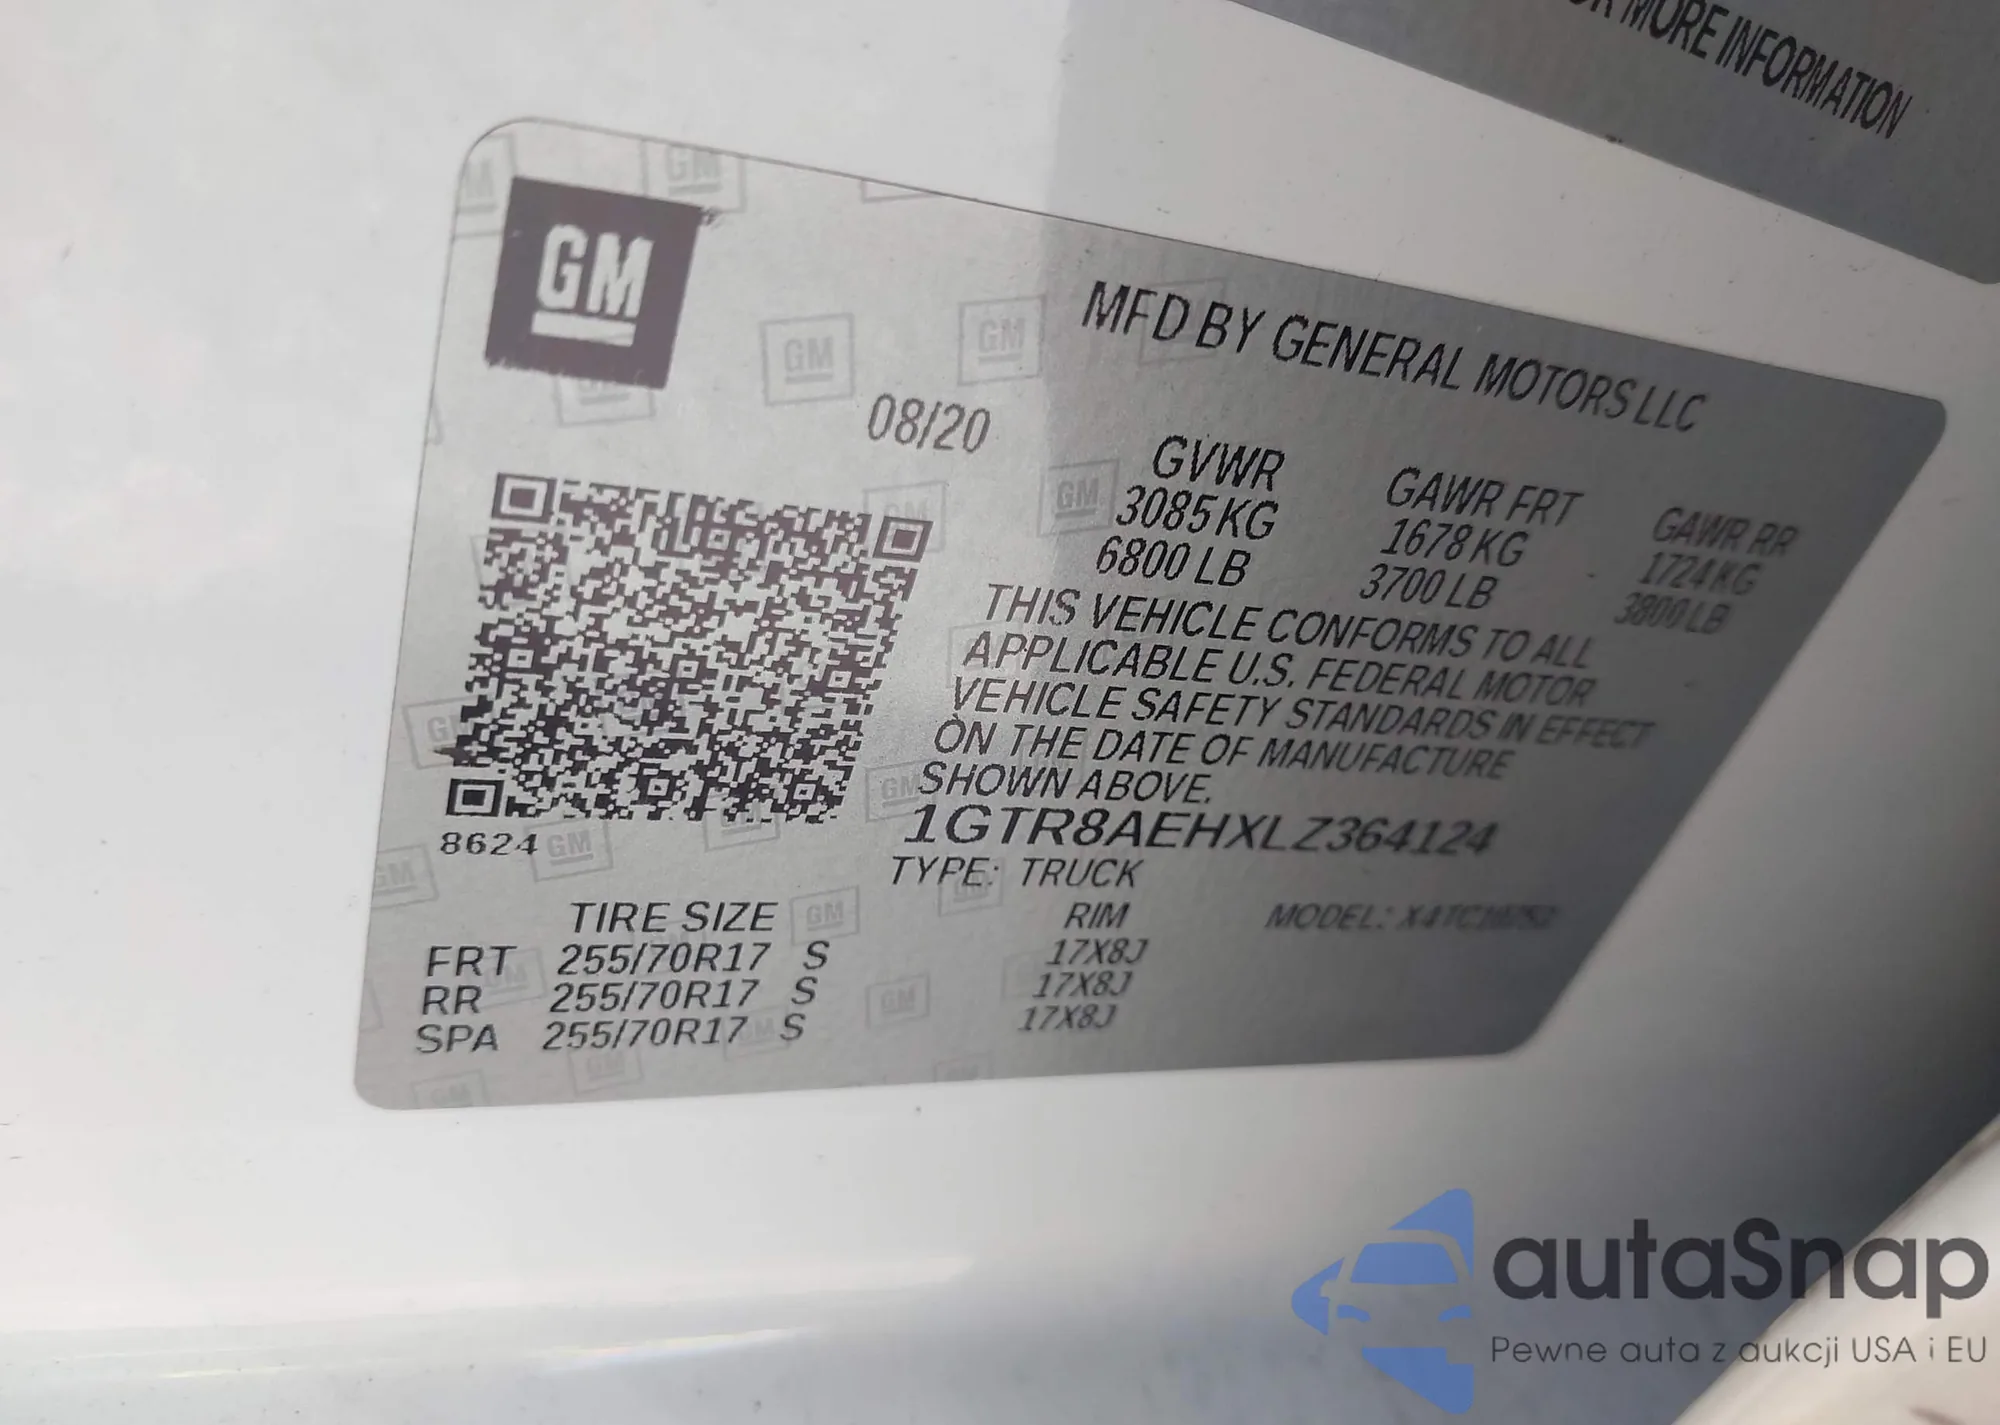 FOR MORE INFORMATION
GM
MFD BY GENERAL MOTORS LLC
08/20
GVWR GAWR FRT GAWR RR
3085 KG 1678 KG 1724 KG
6800 LB 3700 LB 3800 LB
THIS VEHICLE CONFORMS TO ALL
APPLICABLE U.S. FEDERAL MOTOR
VEHICLE SAFETY STANDARDS IN EFFECT
ON THE DATE OF MANUFACTURE
SHOWN ABOVE.
1GTR8AEHXLZ364124
8624
TYPE: TRUCK
TIRE SIZE RIM MODEL:
FRT 255/70R17 S 17X8J
RR 255/70R17 S 17X8J
SPA 255/70R17 S 17X8J
autaSnap
Pewne auta z aukcji USA i EU